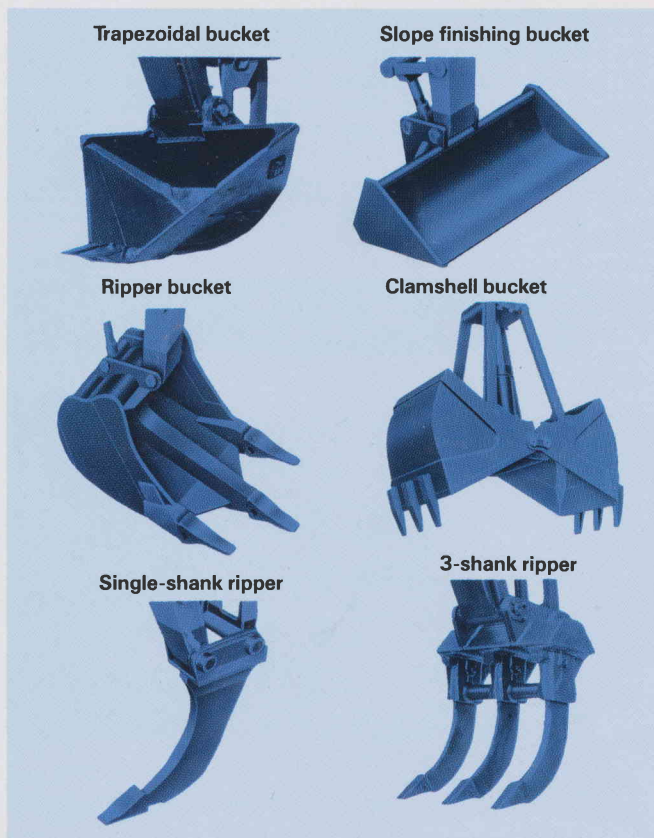 Trapezoidal bucket
Slope finishing bucket
Ripper bucket
Clamshell bucket
Single-shank ripper
3-shank ripper